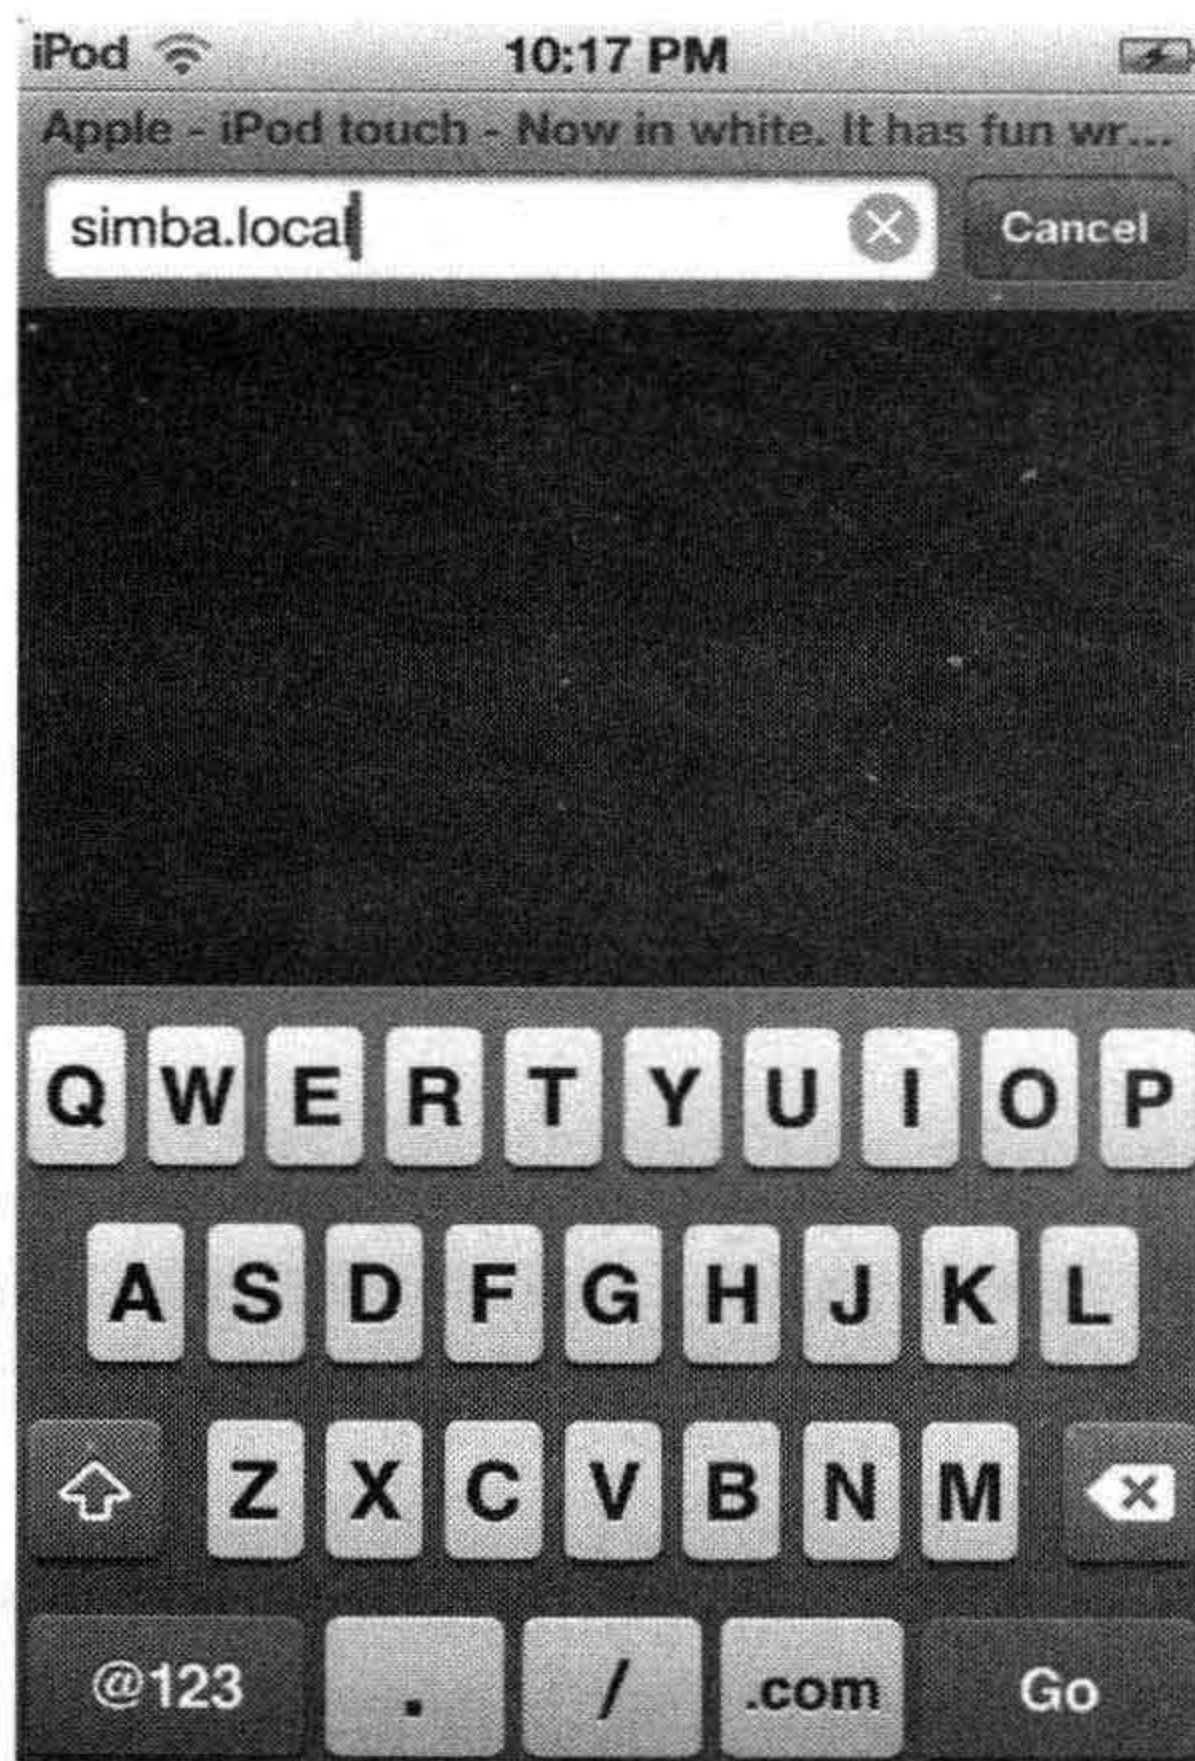 iPod 10:17 PM
Apple - iPod touch - Now in white. It has fun wr...
simba.local Cancel
Q W E R T Y U I O P
A S D F G H J K L
Z X C V B N M
@123 . / .com Go